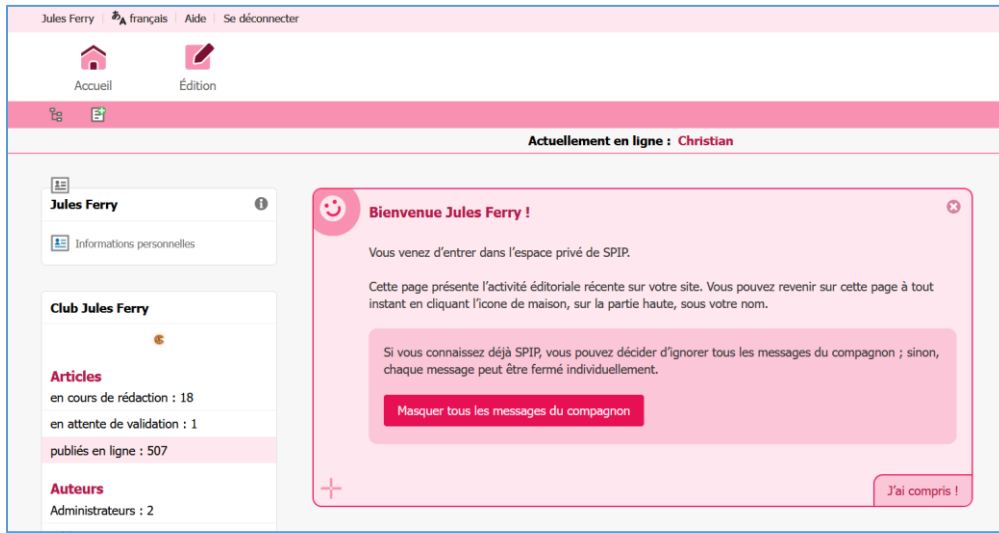 Jules Ferry français Aide Se déconnecter
Accueil Édition
Actuellement en ligne : Christian
Jules Ferry
Informations personnelles
Club Jules Ferry
Articles
en cours de rédaction : 18
en attente de validation : 1
publiés en ligne : 507
Auteurs
Administrateurs : 2
Bienvenue Jules Ferry !
Vous venez d'entrer dans l'espace privé de SPIP.
Cette page présente l'activité éditoriale récente sur votre site. Vous pouvez revenir sur cette page à tout
instant en cliquant l'icone de maison, sur la partie haute, sous votre nom.
Si vous connaissez déjà SPIP, vous pouvez décider d'ignorer tous les messages du compagnon ; sinon,
chaque message peut être fermé individuellement.
Masquer tous les messages du compagnon
J'ai compris !